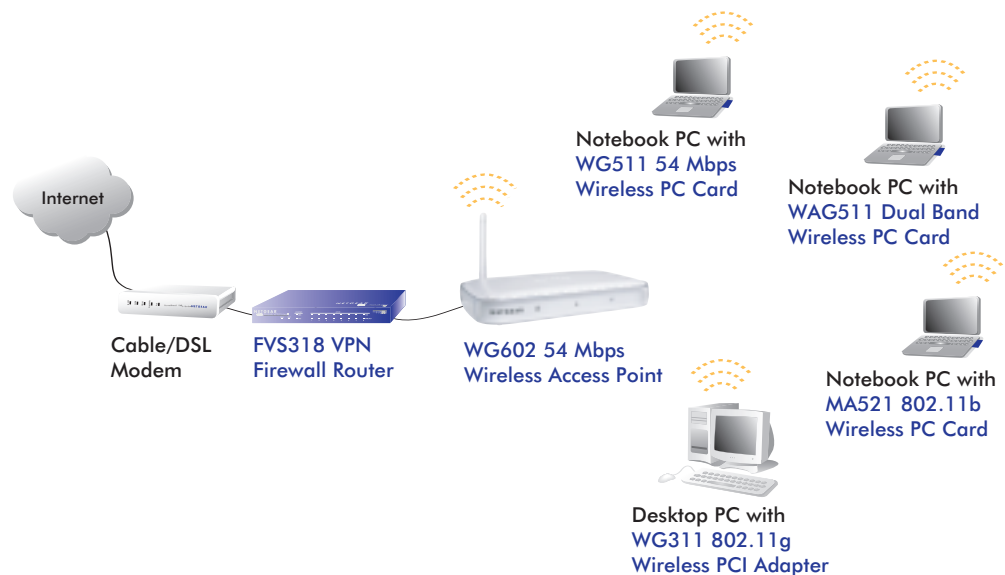 Notebook PC with
WG511 54 Mbps
Wireless PC Card
Internet
Notebook PC with
WAG511 Dual Band
Wireless PC Card
Cable/DSL
Modem
FVS318 VPN
Firewall Router
WG602 54 Mbps
Wireless Access Point
Notebook PC with
MA521 802.11b
Wireless PC Card
Desktop PC with
WG311 802.11g
Wireless PCI Adapter